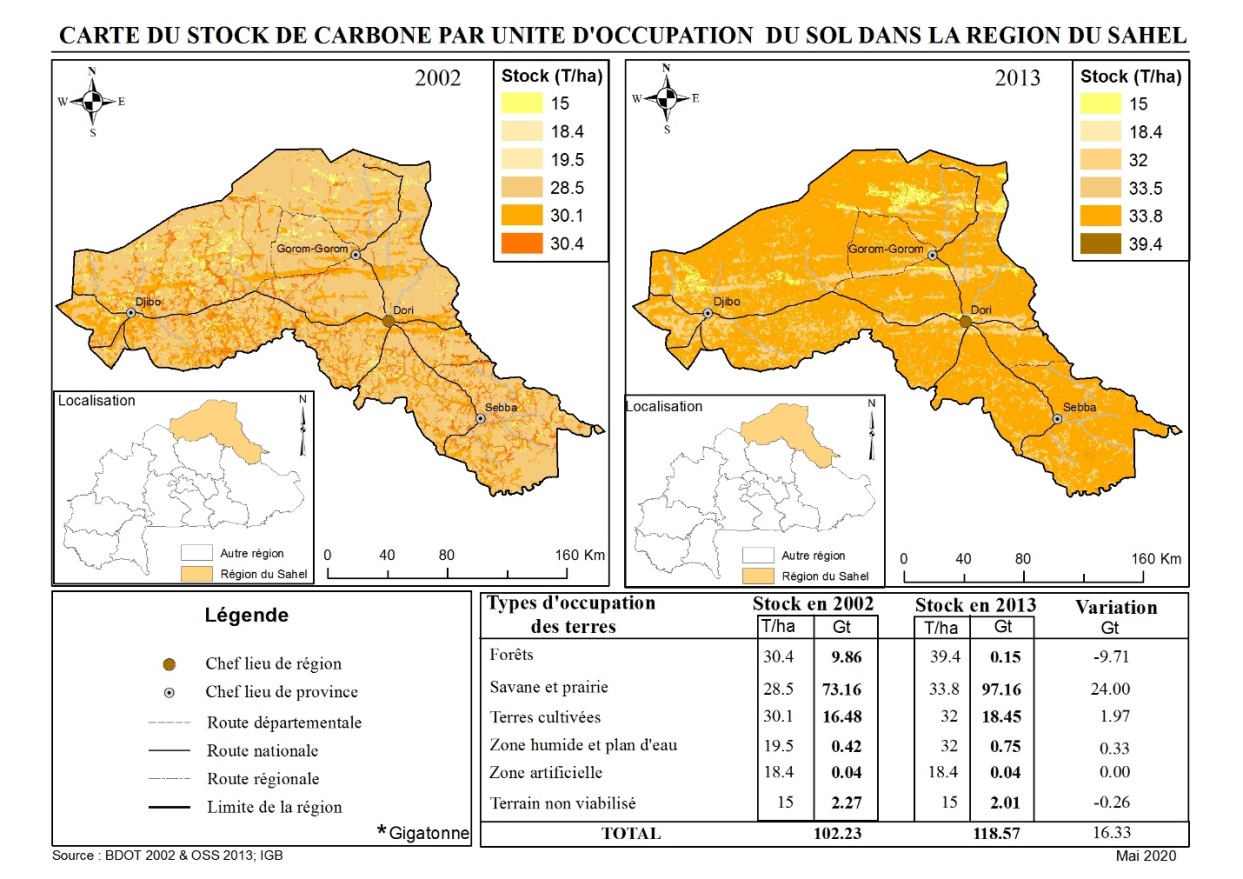 CARTE DU STOCK DE CARBONE PAR UNITE D'OCCUPATION DU SOL DANS LA REGION DU SAHEL
2002
N
W E
S
Stock (T/ha)
15
18.4
19.5
28.5
30.1
30.4
Gorom-Gorom
Djibo
Dori
Sebba
Localisation
N
Autre région
Région du Sahel
0 40 80 160 Km
2013
N
W E
S
Stock (T/ha)
15
18.4
32
33.5
33.8
39.4
Gorom-Gorom
Djibo
Dori
Sebba
Localisation
N
Autre région
Région du Sahel
0 40 80 160 Km
Légende
Chef lieu de région
Chef lieu de province
Route départementale
Route nationale
Route régionale
Limite de la région
*Gigatonne
Types d'occupation Stock en 2002 Stock en 2013 Variation
des terres T/ha Gt T/ha Gt Gt
Forêts 30.4 9.86 39.4 0.15 -9.71
Savane et prairie 28.5 73.16 33.8 97.16 24.00
Terres cultivées 30.1 16.48 32 18.45 1.97
Zone humide et plan d'eau 19.5 0.42 32 0.75 0.33
Zone artificielle 18.4 0.04 18.4 0.04 0.00
Terrain non viabilisé 15 2.27 15 2.01 -0.26
TOTAL 102.23 118.57 16.33
Source : BDOT 2002 & OSS 2013; IGB
Mai 2020